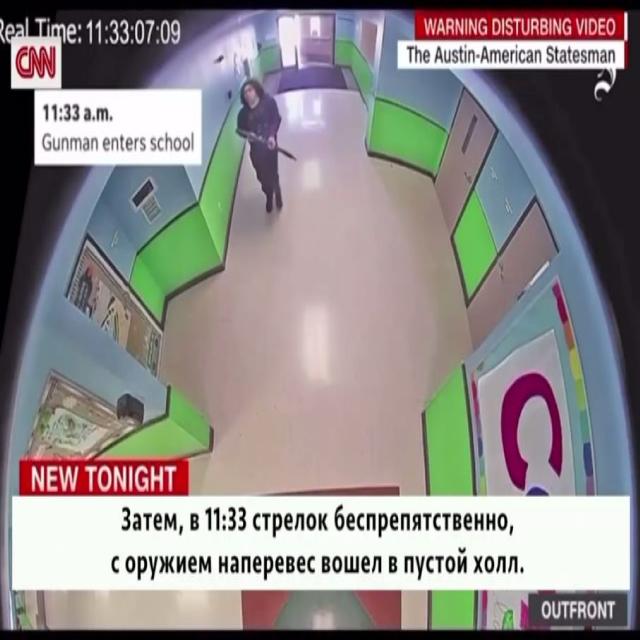 Real Time: 11:33:07:09
WARNING DISTURBING VIDEO
The Austin-American Statesman
CNN
11:33 a.m.
Gunman enters school
NEW TONIGHT
Затем, в 11:33 стрелок беспрепятственно,
с оружием наперевес вошел в пустой холл.
OUTFRONT